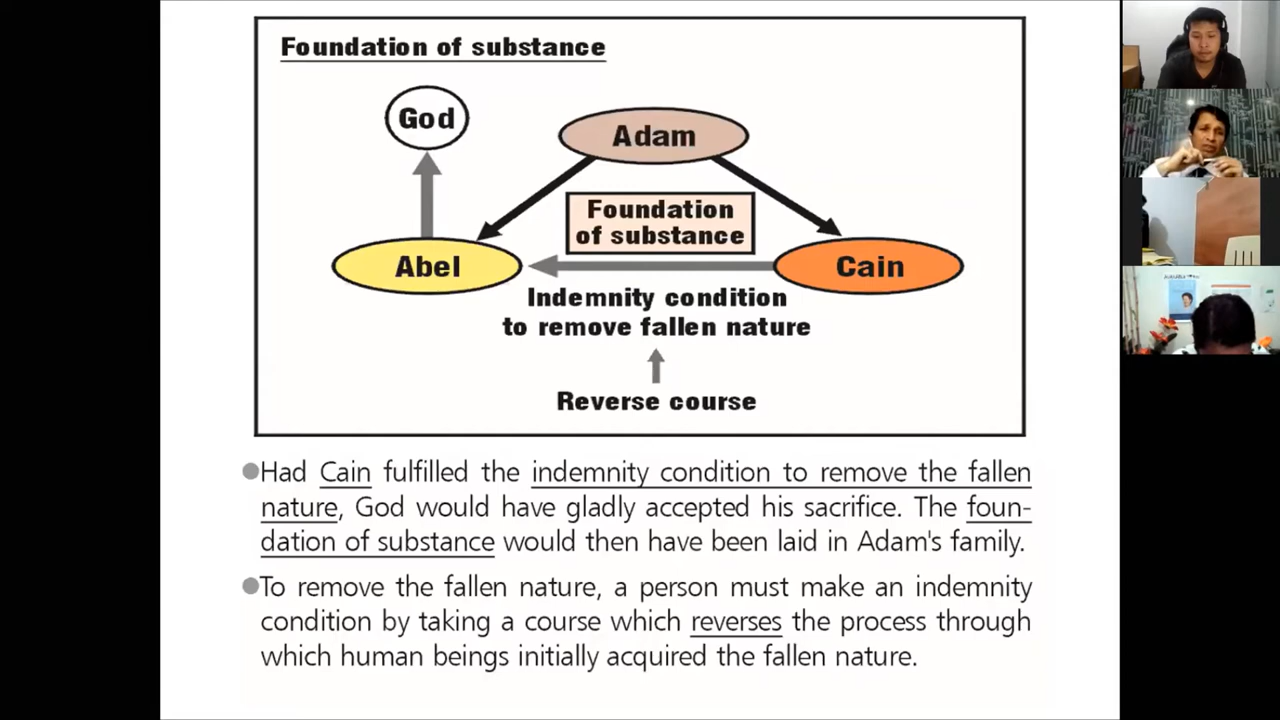 Foundation of substance
God
Adam
Foundation
of substance
Abel
Cain
Indemnity condition
to remove fallen nature
Reverse course
●Had Cain fulfilled the indemnity condition to remove the fallen
nature, God would have gladly accepted his sacrifice. The foun-
dation of substance would then have been laid in Adam's family.
●To remove the fallen nature, a person must make an indemnity
condition by taking a course which reverses the process through
which human beings initially acquired the fallen nature.